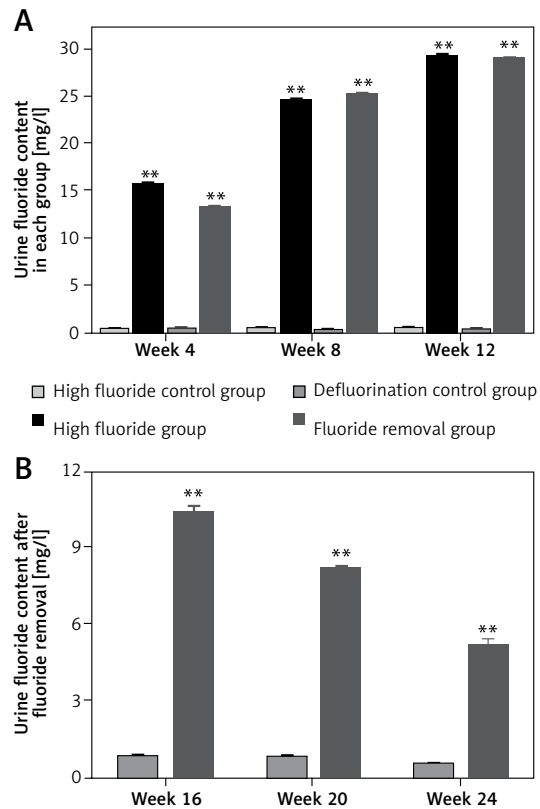 A
Urine fluoride content
in each group [mg/l]
30
25
20
15
10
5
0
**
**
**
**
**
**
Week 4
Week 8
Week 12
High fluoride control group
Defluorination control group
High fluoride group
Fluoride removal group
B
Urine fluoride content after
fluoride removal [mg/l]
12
9
6
3
0
**
**
**
Week 16
Week 20
Week 24